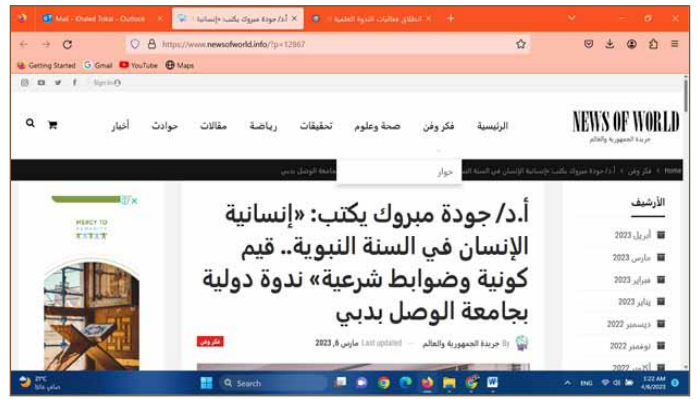 Mail - Khaled Tokal - Outlook
أ.د/ جودة مبروك يكتب: «إنسانية
انطلاق فعاليات الندوة العلمية
https://www.newsofworld.info/?p=12867
Getting Started
Gmail
YouTube
Maps
Sign In
NEWS OF WORLD
جريدة الجمهورية والعالم
الرئيسية
فكر وفن
صحة وعلوم
تحقيقات
رياضة
مقالات
حوادث
أخبار
حوار
Home
فكر وفن
أ.د/ جودة مبروك يكتب: «إنسانية الإنسان في السنة
جامعة الوصل بدبي
أ.د/ جودة مبروك يكتب: «إنسانية
الإنسان في السنة النبوية.. قيم
كونية وضوابط شرعية» ندوة دولية
بجامعة الوصل بدبي
By جريدة الجمهورية والعالم — Last updated مارس 6, 2023
فكر وفن
الأرشيف
أبريل 2023
مارس 2023
فبراير 2023
يناير 2023
ديسمبر 2022
نوفمبر 2022
أكتوبر 2022
MERCY TO
HUMANITY
21°C
Search
ENG
1:22 AM
4/6/2023